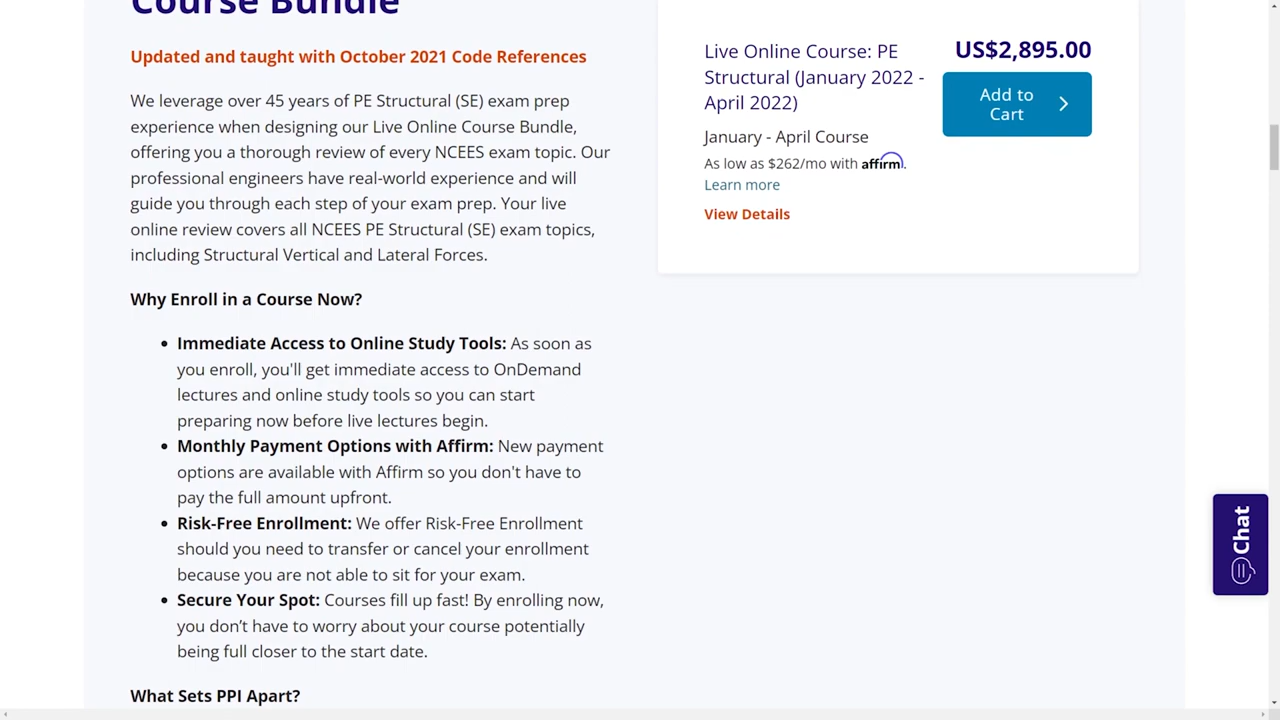 Course Bundle
Updated and taught with October 2021 Code References
We leverage over 45 years of PE Structural (SE) exam prep
experience when designing our Live Online Course Bundle,
offering you a thorough review of every NCEES exam topic. Our
professional engineers have real-world experience and will
guide you through each step of your exam prep. Your live
online review covers all NCEES PE Structural (SE) exam topics,
including Structural Vertical and Lateral Forces.
Why Enroll in a Course Now?
• Immediate Access to Online Study Tools: As soon as
you enroll, you'll get immediate access to OnDemand
lectures and online study tools so you can start
preparing now before live lectures begin.
• Monthly Payment Options with Affirm: New payment
options are available with Affirm so you don't have to
pay the full amount upfront.
• Risk-Free Enrollment: We offer Risk-Free Enrollment
should you need to transfer or cancel your enrollment
because you are not able to sit for your exam.
• Secure Your Spot: Courses fill up fast! By enrolling now,
you don’t have to worry about your course potentially
being full closer to the start date.
What Sets PPI Apart?
Live Online Course: PE
Structural (January 2022 -
April 2022)
January - April Course
As low as $262/mo with affirm.
Learn more
View Details
US$2,895.00
Add to
Cart
Chat